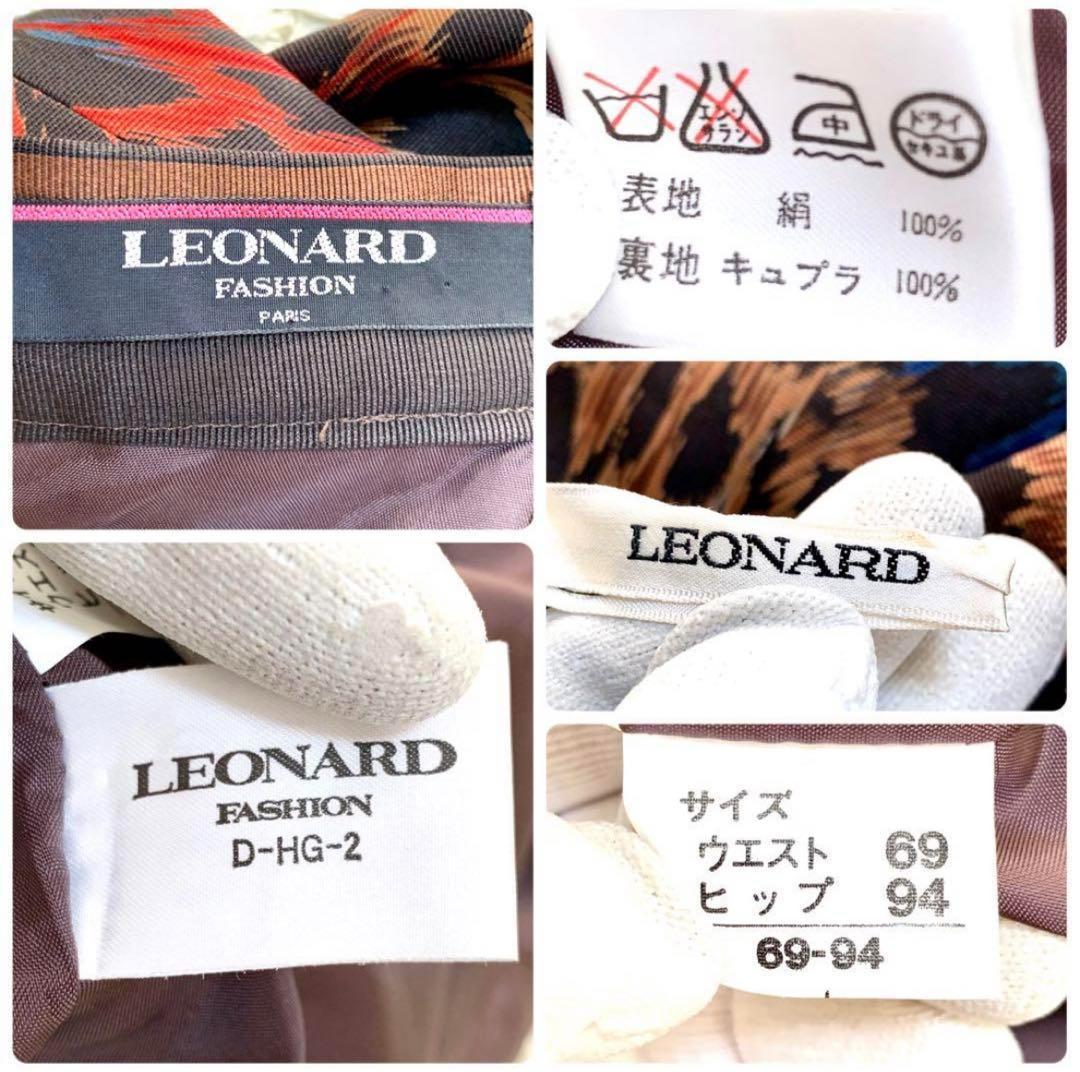 LEONARD
FASHION
PARIS
エンソ
サラシ
中
ドライ
セキユ系
表地 絹 100%
裏地 キュプラ 100%
LEONARD
LEONARD
FASHION
D-HG-2
サイズ
ウエスト 69
ヒップ 94
69-94